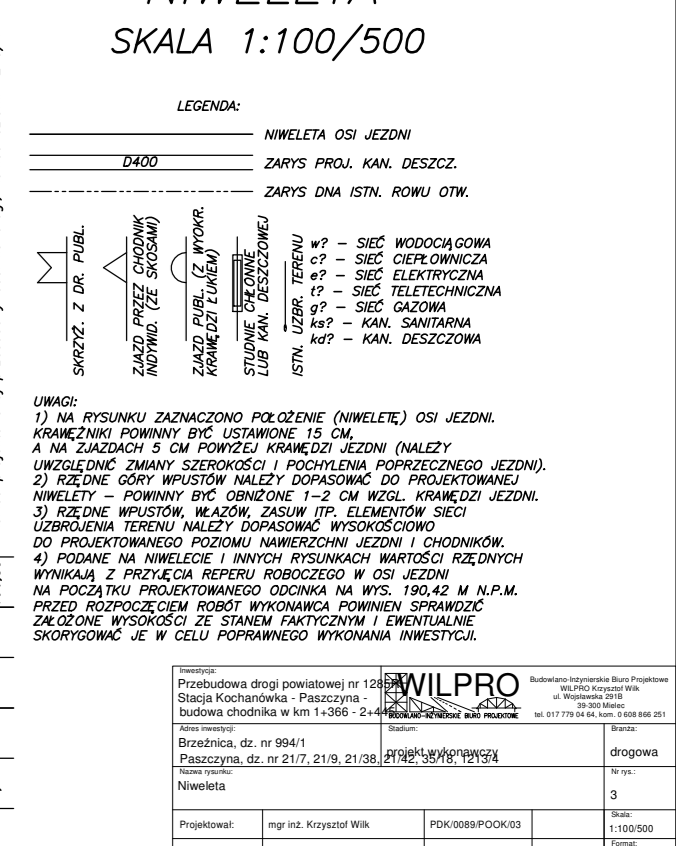 NIWELETA
SKALA 1:100/500
LEGENDA:
NIWELETA OSI JEZDNI
D400
ZARYS PROJ. KAN. DESZCZ.
ZARYS DNA ISTN. ROWU OTW.
SKRZYŻ. Z DR. PUBL.
ZJAZD PRZEZ CHODNIK
INDYWID. (ZE SKOSAMI)
ZJAZD PUBL. (Z WYOKR.
KRAWĘDZI ŁUKIEM)
STUDNIE CHŁONNE
LUB KAN. DESZCZOWEJ
ISTN. UZBR. TERENU
w? – SIEĆ WODOCIĄGOWA
c? – SIEĆ CIEPŁOWNICZA
e? – SIEĆ ELEKTRYCZNA
t? – SIEĆ TELETECHNICZNA
g? – SIEĆ GAZOWA
ks? – KAN. SANITARNA
kd? – KAN. DESZCZOWA
UWAGI:
1) NA RYSUNKU ZAZNACZONO POŁOŻENIE (NIWELETĘ) OSI JEZDNI.
KRAWĘŻNIKI POWINNY BYĆ USTAWIONE 15 CM,
A NA ZJAZDACH 5 CM POWYŻEJ KRAWĘDZI JEZDNI (NALEŻY
UWZGLĘDNIĆ ZMIANY SZEROKOŚCI I POCHYLENIA POPRZECZNEGO JEZDNI).
2) RZĘDNE GÓRY WPUSTÓW NALEŻY DOPASOWAĆ DO PROJEKTOWANEJ
NIWELETY – POWINNY BYĆ OBNIŻONE 1–2 CM WZGL. KRAWĘDZI JEZDNI.
3) RZĘDNE WPUSTÓW, WŁAZÓW, ZASUW ITP. ELEMENTÓW SIECI
UZBROJENIA TERENU NALEŻY DOPASOWAĆ WYSOKOŚCIOWO
DO PROJEKTOWANEGO POZIOMU NAWIERZCHNI JEZDNI I CHODNIKÓW.
4) PODANE NA NIWELECIE I INNYCH RYSUNKACH WARTOŚCI RZĘDNYCH
WYNIKAJĄ Z PRZYJĘCIA REPERU ROBOCZEGO W OSI JEZDNI
NA POCZĄTKU PROJEKTOWANEGO ODCINKA NA WYS. 190,42 M N.P.M.
PRZED ROZPOCZĘCIEM ROBÓT WYKONAWCA POWINIEN SPRAWDZIĆ
ZAŁOŻONE WYSOKOŚCI ZE STANEM FAKTYCZNYM I EWENTUALNIE
SKORYGOWAĆ JE W CELU POPRAWNEGO WYKONANIA INWESTYCJI.
Inwestycja:
Przebudowa drogi powiatowej nr
Stacja Kochanówka - Paszczyna -
budowa chodnika w km 1+366 -
WILPRO
BUDOWLANO-INŻYNIERSKIE BIURO PROJEKTOWE
Budowlano-Inżynierskie Biuro Projektowe
WILPRO Krzysztof Wilk
ul. Wojsławska 291B
39-300 Mielec
tel. 017 779 04 64, kom. 0 608 866 251
Adres inwestycji:
Brzeźnica, dz. nr 994/1
Paszczyna, dz. nr 21/7, 21/9, 21/38, 21/42, 35/18, 1213/4
Stadium:
projekt wykonawczy
Branża:
drogowa
Nazwa rysunku:
Niweleta
Nr rys.:
3
Projektował:
mgr inż. Krzysztof Wilk
PDK/0089/POOK/03
Skala:
1:100/500
Format: